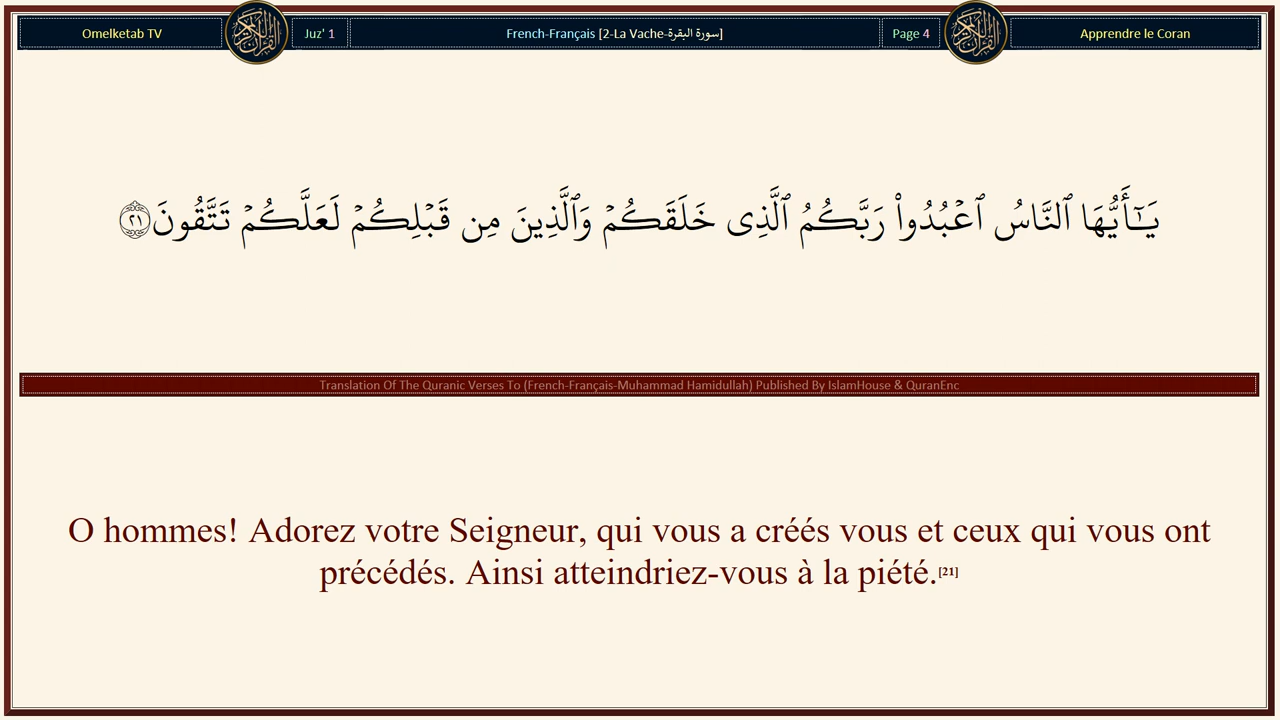 Omelketab TV
Juz' 1
French-Français [2-La Vache-سورة البقرة]
Page 4
Apprendre le Coran
يَـٰٓأَيُّهَا ٱلنَّاسُ ٱعْبُدُوا۟ رَبَّكُمُ ٱلَّذِى خَلَقَكُمْ وَٱلَّذِينَ مِن قَبْلِكُمْ لَعَلَّكُمْ تَتَّقُونَ ٢١
Translation Of The Quranic Verses To (French-Français-Muhammad Hamidullah) Published By IslamHouse & QuranEnc
O hommes! Adorez votre Seigneur, qui vous a créés vous et ceux qui vous ont
précédés. Ainsi atteindriez-vous à la piété.[21]